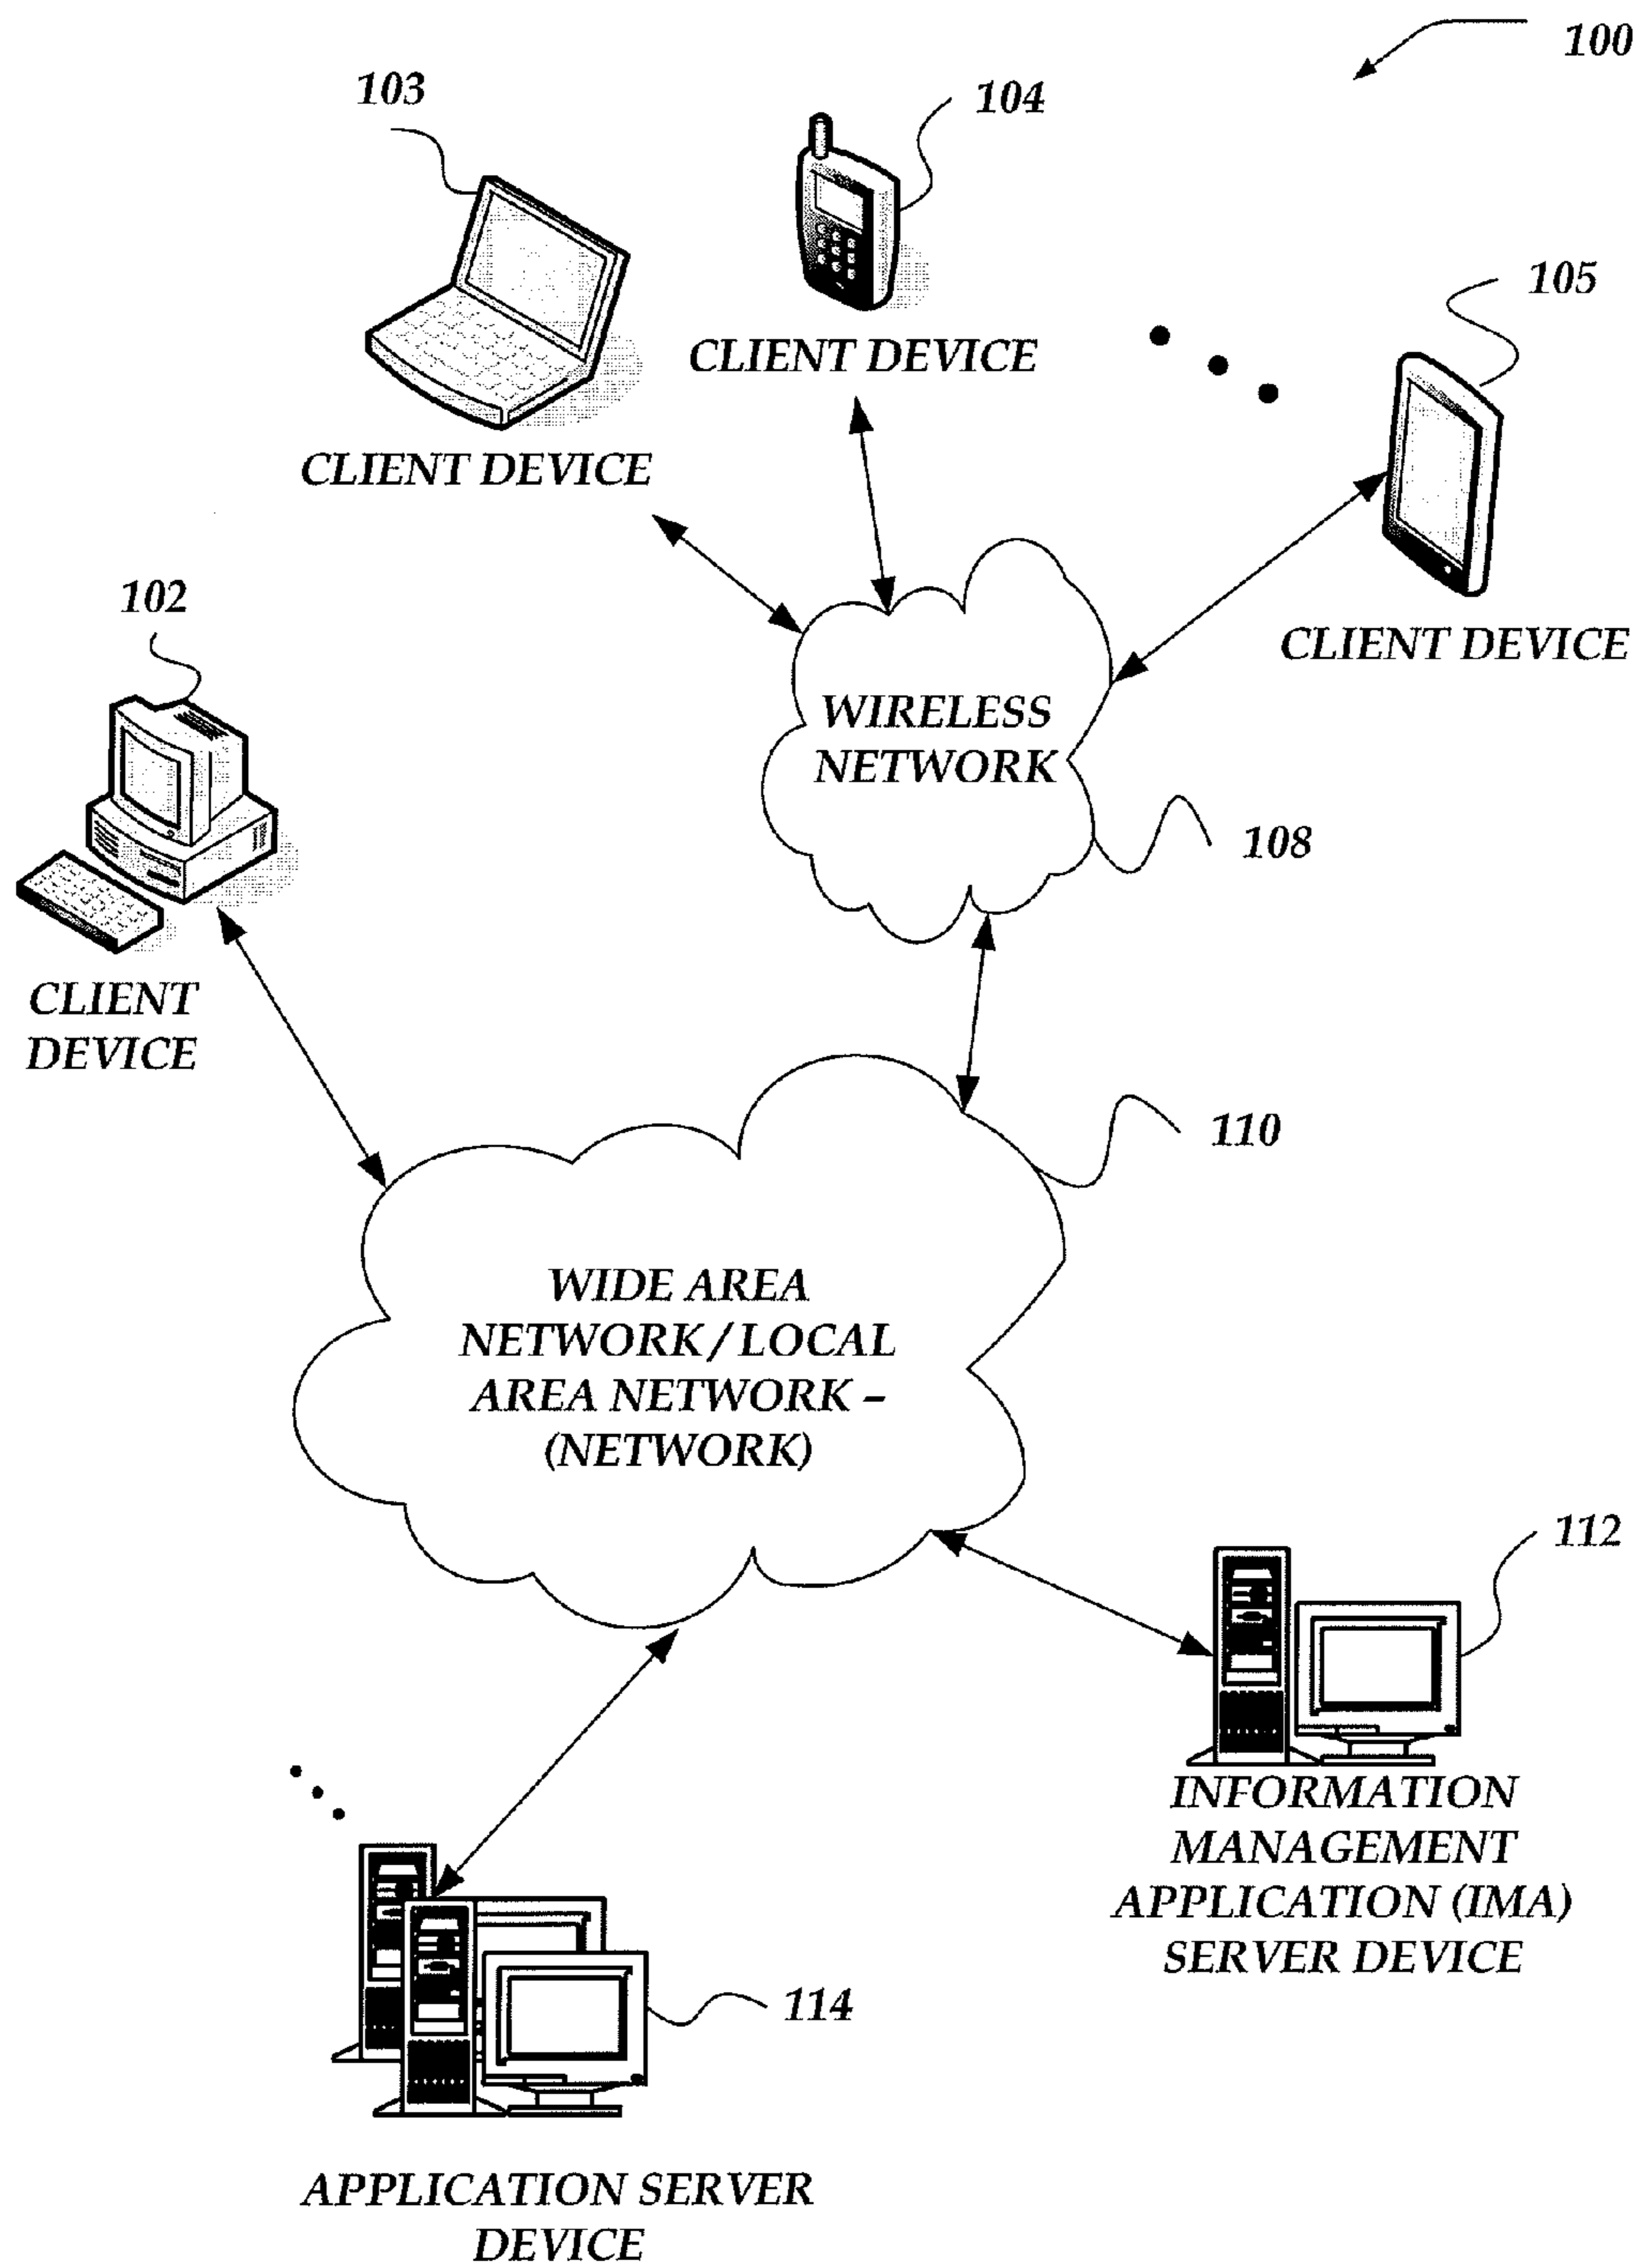 100
103
104
CLIENT DEVICE
105
CLIENT DEVICE
CLIENT DEVICE
102
CLIENT
DEVICE
WIRELESS
NETWORK
108
110
WIDE AREA
NETWORK / LOCAL
AREA NETWORK –
(NETWORK)
112
INFORMATION
MANAGEMENT
APPLICATION (IMA)
SERVER DEVICE
114
APPLICATION SERVER
DEVICE